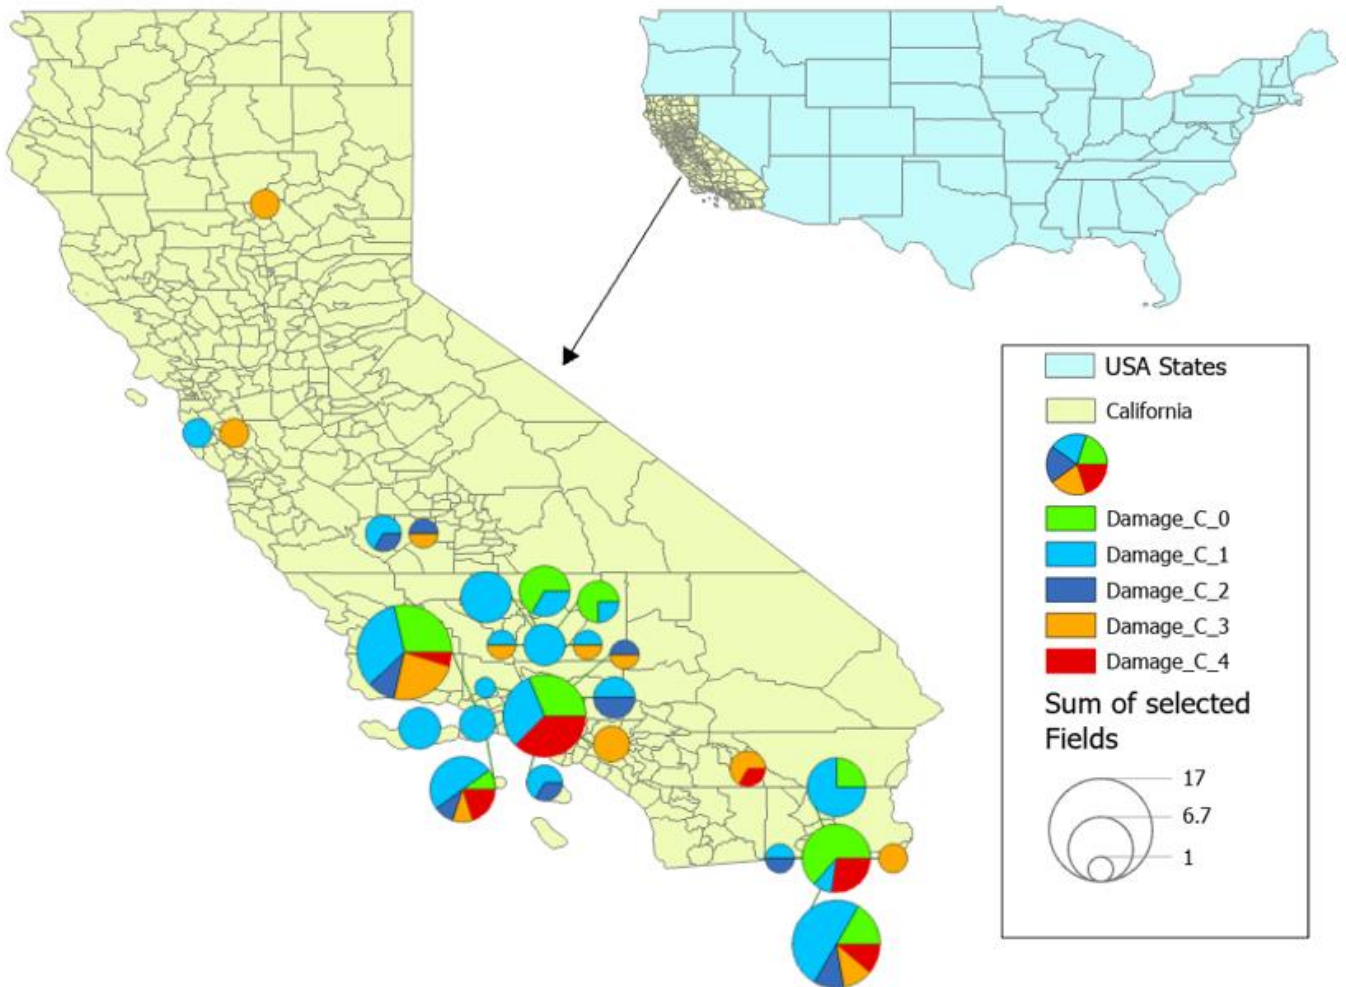 USA States
California
Damage_C_0
Damage_C_1
Damage_C_2
Damage_C_3
Damage_C_4
Sum of selected
Fields
17
6.7
1